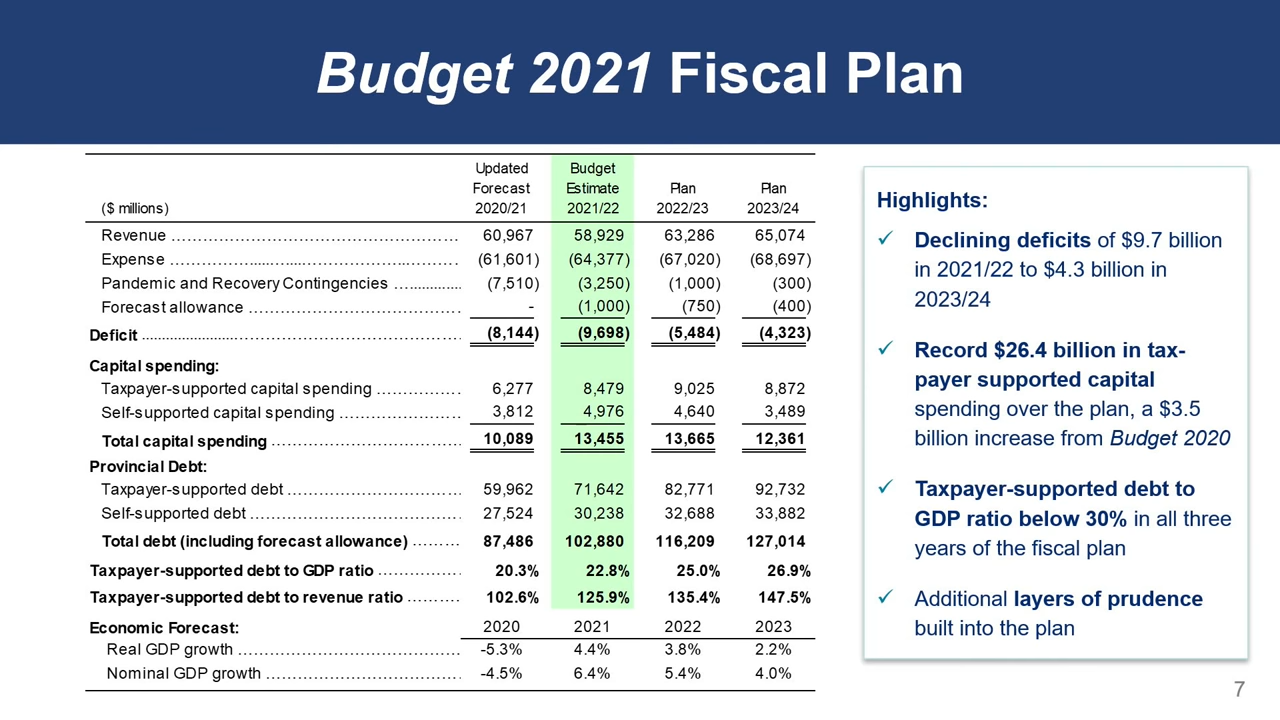 Budget 2021 Fiscal Plan
Updated Budget
Forecast Estimate Plan Plan
($ millions) 2020/21 2021/22 2022/23 2023/24
Revenue 60,967 58,929 63,286 65,074
Expense (61,601) (64,377) (67,020) (68,697)
Pandemic and Recovery Contingencies (7,510) (3,250) (1,000) (300)
Forecast allowance - (1,000) (750) (400)
Deficit (8,144) (9,698) (5,484) (4,323)
Capital spending:
Taxpayer-supported capital spending 6,277 8,479 9,025 8,872
Self-supported capital spending 3,812 4,976 4,640 3,489
Total capital spending 10,089 13,455 13,665 12,361
Provincial Debt:
Taxpayer-supported debt 59,962 71,642 82,771 92,732
Self-supported debt 27,524 30,238 32,688 33,882
Total debt (including forecast allowance) 87,486 102,880 116,209 127,014
Taxpayer-supported debt to GDP ratio 20.3% 22.8% 25.0% 26.9%
Taxpayer-supported debt to revenue ratio 102.6% 125.9% 135.4% 147.5%
Economic Forecast: 2020 2021 2022 2023
Real GDP growth -5.3% 4.4% 3.8% 2.2%
Nominal GDP growth -4.5% 6.4% 5.4% 4.0%
Highlights:
✓ Declining deficits of $9.7 billion
in 2021/22 to $4.3 billion in
2023/24
✓ Record $26.4 billion in tax-
payer supported capital
spending over the plan, a $3.5
billion increase from Budget 2020
✓ Taxpayer-supported debt to
GDP ratio below 30% in all three
years of the fiscal plan
✓ Additional layers of prudence
built into the plan
7